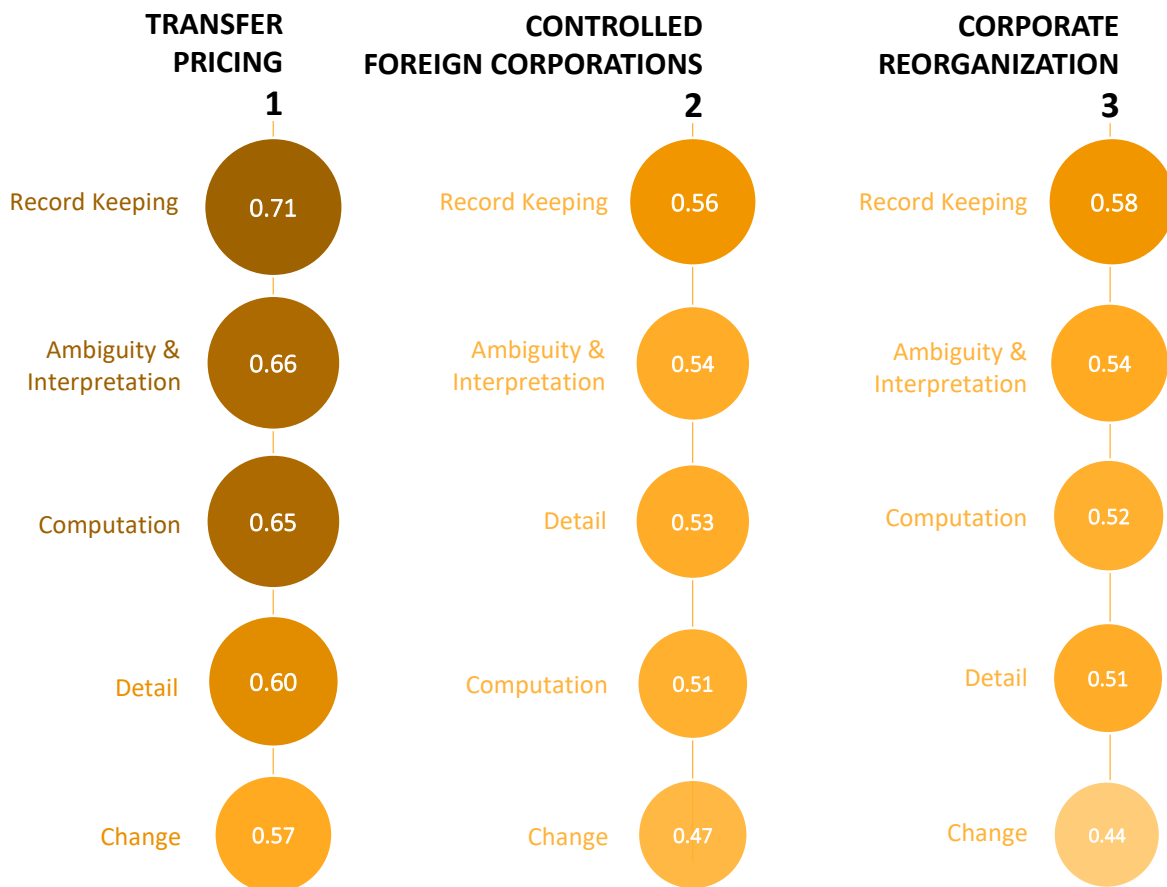 TRANSFER
PRICING
1
Record Keeping
0.71
Ambiguity &
Interpretation
0.66
Computation
0.65
Detail
0.60
Change
0.57
CONTROLLED
FOREIGN CORPORATIONS
2
Record Keeping
0.56
Ambiguity &
Interpretation
0.54
Detail
0.53
Computation
0.51
Change
0.47
CORPORATE
REORGANIZATION
3
Record Keeping
0.58
Ambiguity &
Interpretation
0.54
Computation
0.52
Detail
0.51
Change
0.44